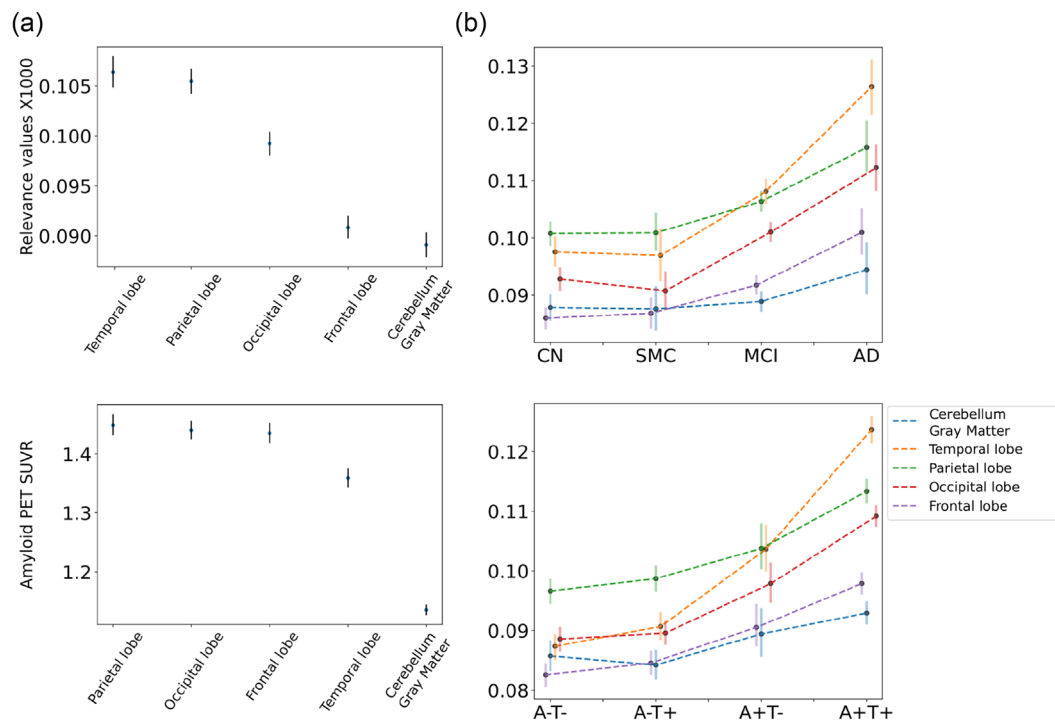 (a)
Relevance values X1000
0.105
0.100
0.095
0.090
Temporal lobe
Parietal lobe
Occipital lobe
Frontal lobe
Cerebellum
Gray Matter
Amyloid PET SUVR
1.4
1.3
1.2
Parietal lobe
Occipital lobe
Frontal lobe
Temporal lobe
Cerebellum
Gray Matter
(b)
0.13
0.12
0.11
0.10
0.09
CN
SMC
MCI
AD
0.12
0.11
0.10
0.09
0.08
A-T-
A-T+
A+T-
A+T+
Cerebellum
Gray Matter
Temporal lobe
Parietal lobe
Occipital lobe
Frontal lobe